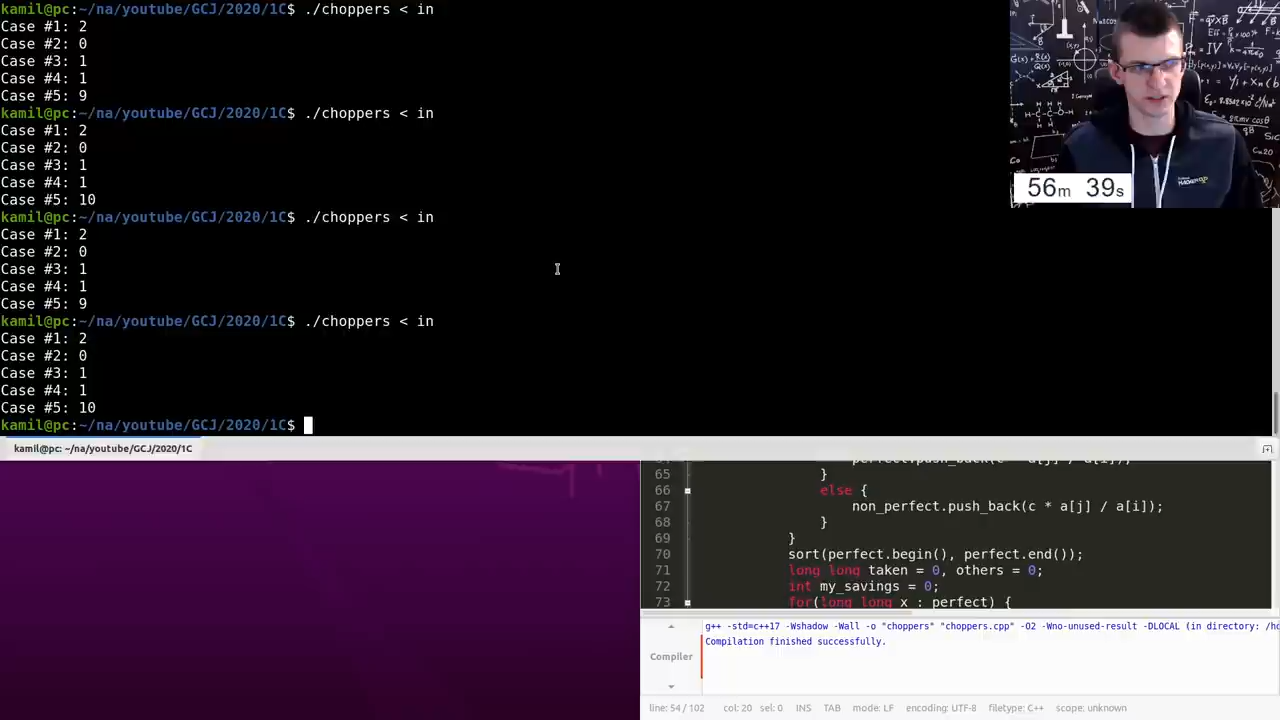 kamil@pc:~/na/youtube/GCJ/2020/1C$ ./choppers < in
Case #1: 2
Case #2: 0
Case #3: 1
Case #4: 1
Case #5: 9
kamil@pc:~/na/youtube/GCJ/2020/1C$ ./choppers < in
Case #1: 2
Case #2: 0
Case #3: 1
Case #4: 1
Case #5: 10
kamil@pc:~/na/youtube/GCJ/2020/1C$ ./choppers < in
Case #1: 2
Case #2: 0
Case #3: 1
Case #4: 1
Case #5: 9
kamil@pc:~/na/youtube/GCJ/2020/1C$ ./choppers < in
Case #1: 2
Case #2: 0
Case #3: 1
Case #4: 1
Case #5: 10
kamil@pc:~/na/youtube/GCJ/2020/1C$
56m 39s
kamil@pc: ~/na/youtube/GCJ/2020/1C
65 }
66 else {
67 non_perfect.push_back(c * a[j] / a[i]);
68 }
69 }
70 sort(perfect.begin(), perfect.end());
71 long long taken = 0, others = 0;
72 int my_savings = 0;
73 for(long long x : perfect) {
g++ -std=c++17 -Wshadow -Wall -o "choppers" "choppers.cpp" -O2 -Wno-unused-result -DLOCAL (in directory:
Compilation finished successfully.
Compiler
line: 54 / 102 col: 20 sel: 0 INS TAB mode: LF encoding: UTF-8 filetype: C++ scope: unknown